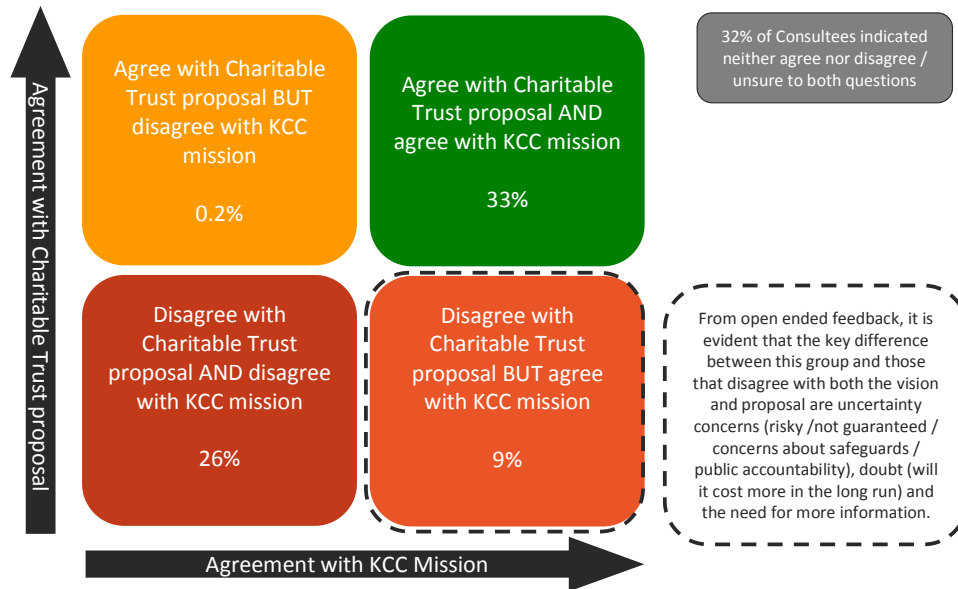 Agreement with Charitable Trust proposal
Agree with Charitable
Trust proposal BUT
disagree with KCC
mission
0.2%
Agree with Charitable
Trust proposal AND
agree with KCC mission
33%
32% of Consultees indicated
neither agree nor disagree /
unsure to both questions
Disagree with
Charitable Trust
proposal AND disagree
with KCC mission
26%
Disagree with
Charitable Trust
proposal BUT agree
with KCC mission
9%
From open ended feedback, it is
evident that the key difference
between this group and those
that disagree with both the vision
and proposal are uncertainty
concerns (risky /not guaranteed /
concerns about safeguards /
public accountability), doubt (will
it cost more in the long run) and
the need for more information.
Agreement with KCC Mission